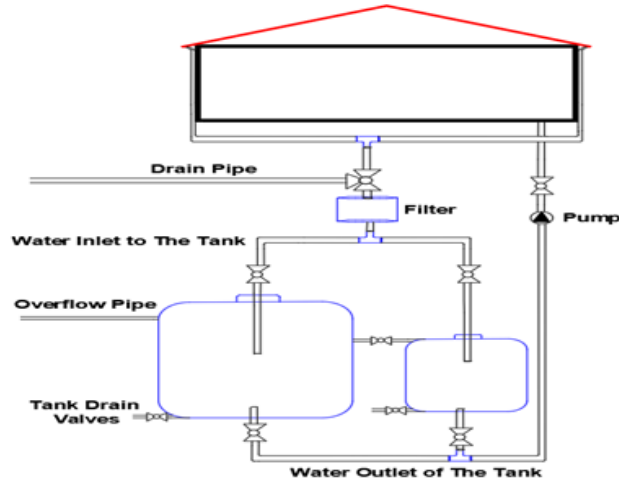 Drain Pipe
Filter
Pump
Water Inlet to The Tank
Overflow Pipe
Tank Drain
Valves
Water Outlet of The Tank